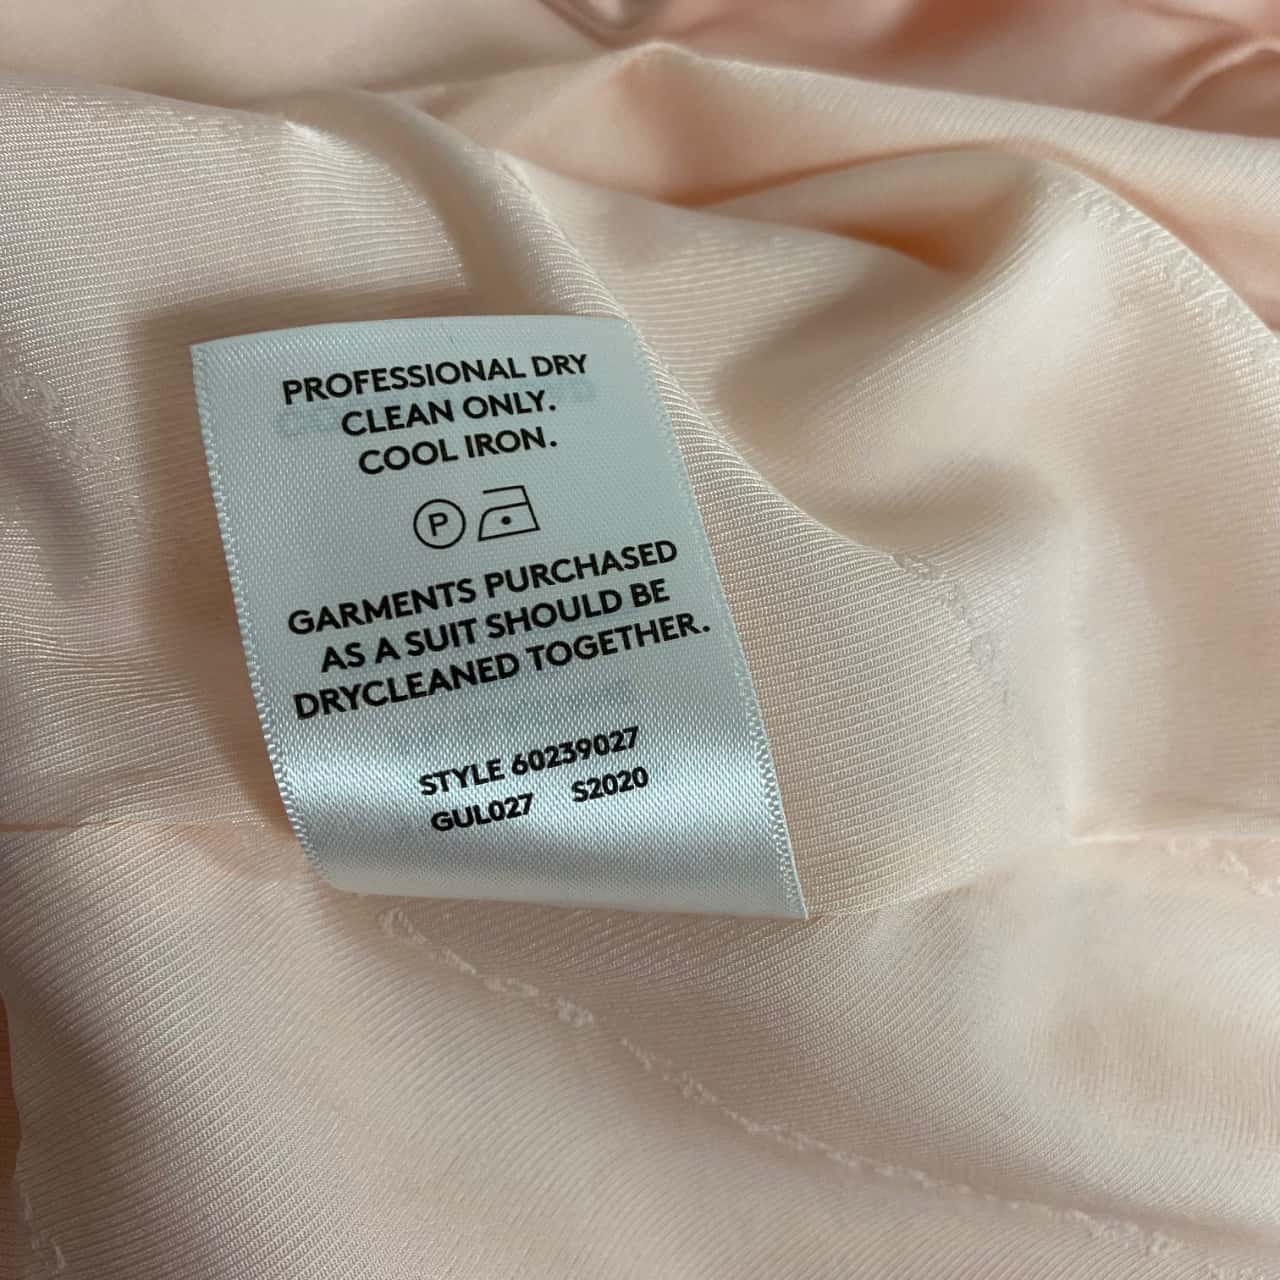 PROFESSIONAL DRY
CLEAN ONLY.
COOL IRON.
P
GARMENTS PURCHASED
AS A SUIT SHOULD BE
DRYCLEANED TOGETHER.
STYLE 60239027
GUL027 S2020